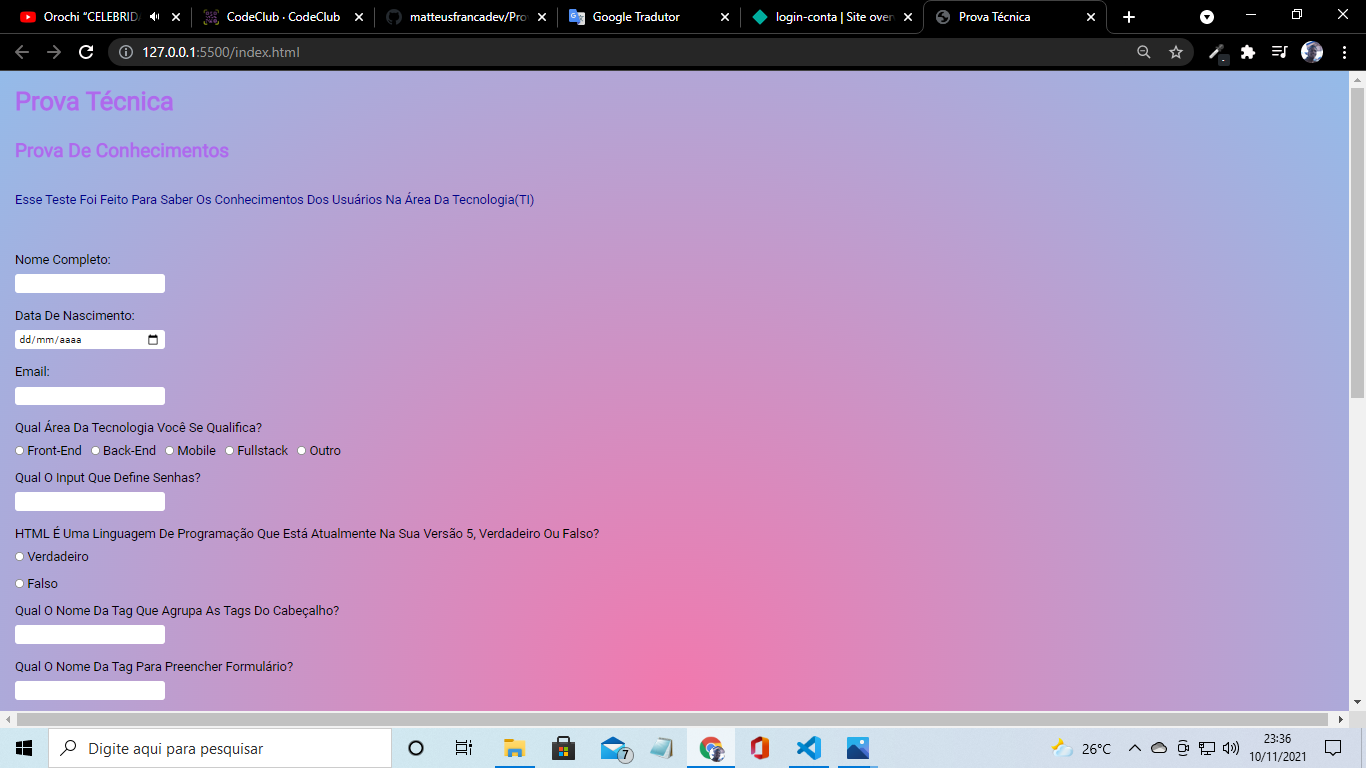 Orochi "CELEBRID
CodeClub · CodeClub
matteusfrancadev/Pro
Google Tradutor
login-conta | Site over
Prova Técnica
127.0.0.1:5500/index.html
Prova Técnica
Prova De Conhecimentos
Esse Teste Foi Feito Para Saber Os Conhecimentos Dos Usuários Na Área Da Tecnologia(TI)
Nome Completo:
Data De Nascimento:
dd/mm/aaaa
Email:
Qual Área Da Tecnologia Você Se Qualifica?
Front-End Back-End Mobile Fullstack Outro
Qual O Input Que Define Senhas?
HTML É Uma Linguagem De Programação Que Está Atualmente Na Sua Versão 5, Verdadeiro Ou Falso?
Verdadeiro
Falso
Qual O Nome Da Tag Que Agrupa As Tags Do Cabeçalho?
Qual O Nome Da Tag Para Preencher Formulário?
Digite aqui para pesquisar
7
26°C
23:36
10/11/2021